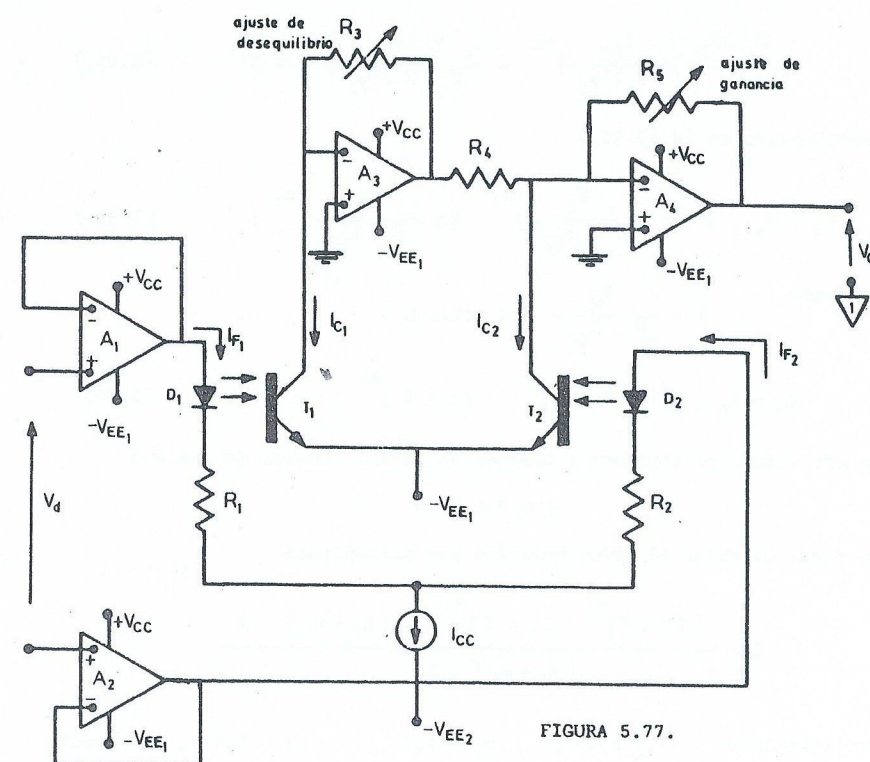 ajuste de
desequilibrio
R3
R5
ajuste de
ganancia
+VCC
-
A3
+
-VEE1
R4
+VCC
-
A4
+
-VEE1
1
+VCC
-
A1
+
-VEE1
IF1
IC1
IC2
IF2
D1
T1
T2
D2
Vd
R1
-VEE1
R2
+VCC
+
A2
-
-VEE1
ICC
-VEE2
FIGURA 5.77.